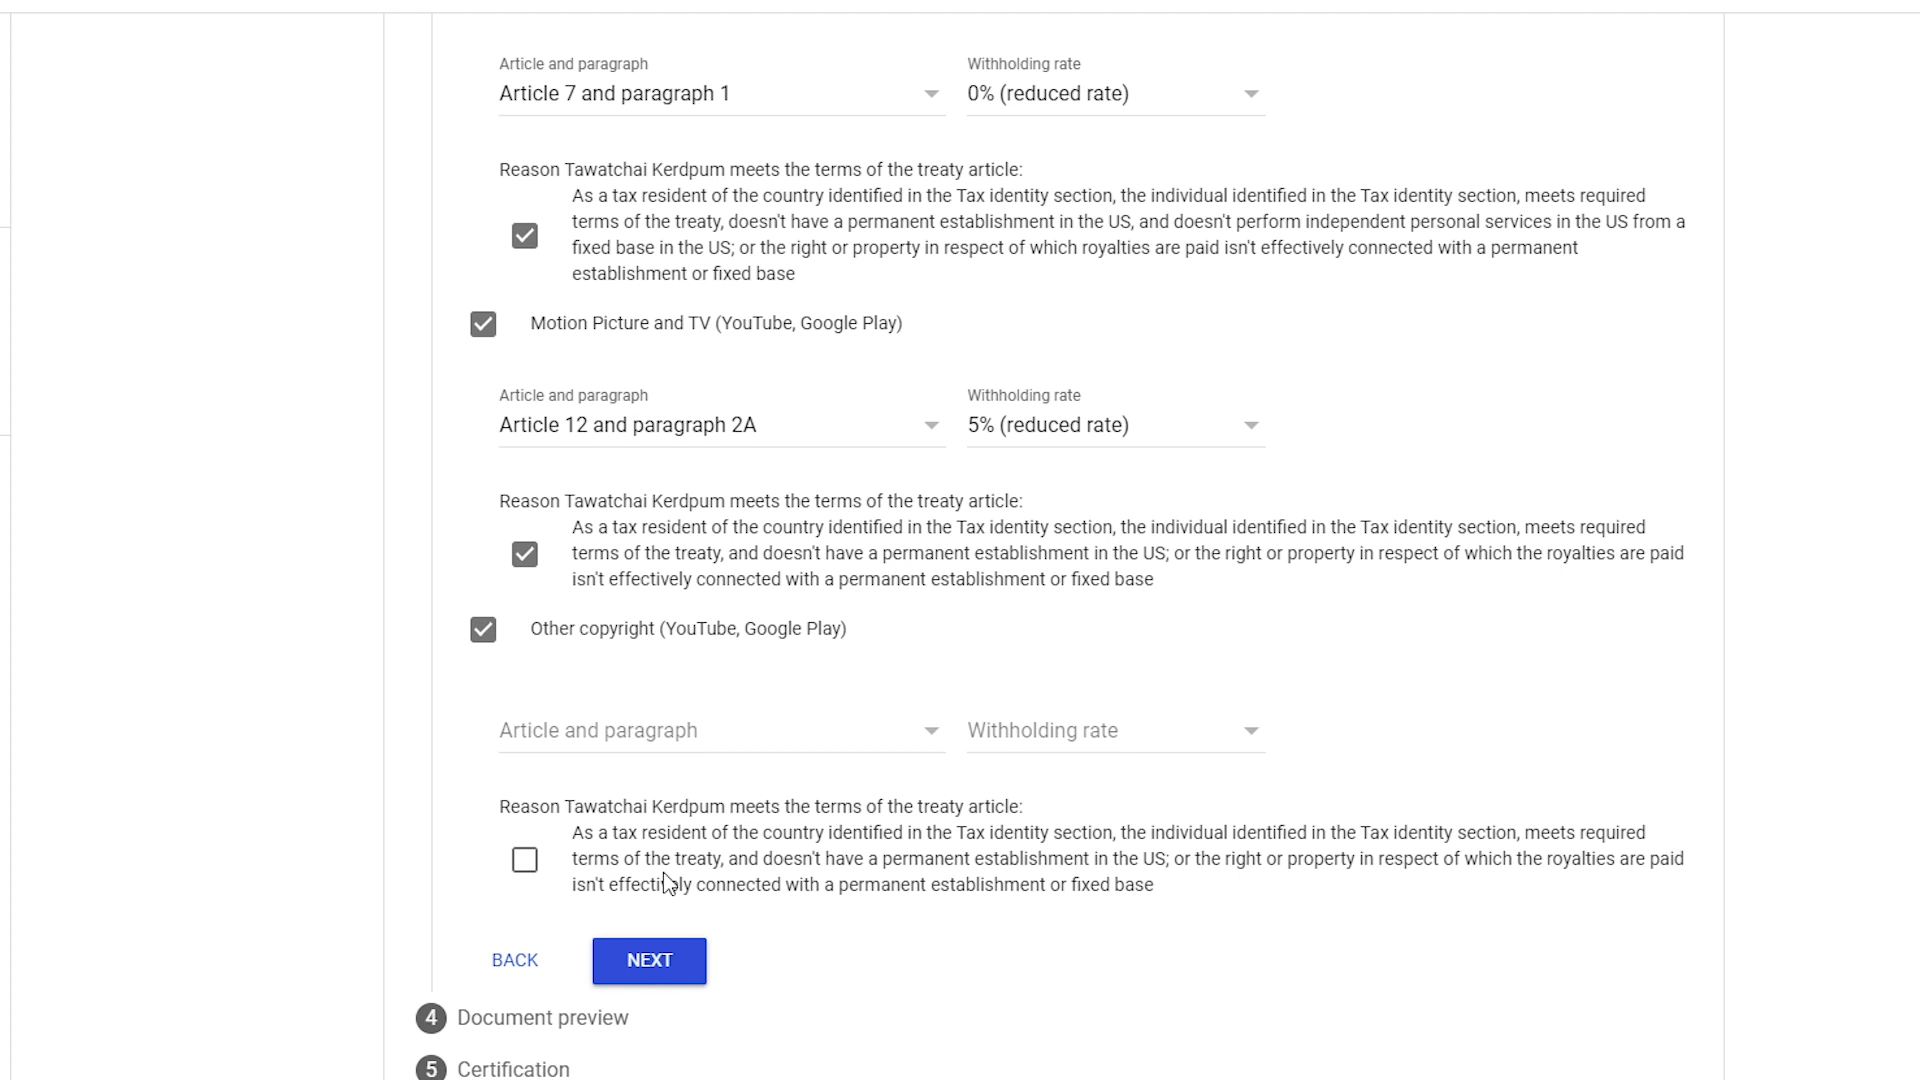 Article and paragraph
Withholding rate
Article 7 and paragraph 1
0% (reduced rate)
Reason Tawatchai Kerdpum meets the terms of the treaty article:
As a tax resident of the country identified in the Tax identity section, the individual identified in the Tax identity section, meets required
terms of the treaty, doesn't have a permanent establishment in the US, and doesn't perform independent personal services in the US from a
fixed base in the US; or the right or property in respect of which royalties are paid isn't effectively connected with a permanent
establishment or fixed base
Motion Picture and TV (YouTube, Google Play)
Article and paragraph
Withholding rate
Article 12 and paragraph 2A
5% (reduced rate)
Reason Tawatchai Kerdpum meets the terms of the treaty article:
As a tax resident of the country identified in the Tax identity section, the individual identified in the Tax identity section, meets required
terms of the treaty, and doesn't have a permanent establishment in the US; or the right or property in respect of which the royalties are paid
isn't effectively connected with a permanent establishment or fixed base
Other copyright (YouTube, Google Play)
Article and paragraph
Withholding rate
Reason Tawatchai Kerdpum meets the terms of the treaty article:
As a tax resident of the country identified in the Tax identity section, the individual identified in the Tax identity section, meets required
terms of the treaty, and doesn't have a permanent establishment in the US; or the right or property in respect of which the royalties are paid
isn't effectively connected with a permanent establishment or fixed base
BACK
NEXT
4 Document preview
5 Certification